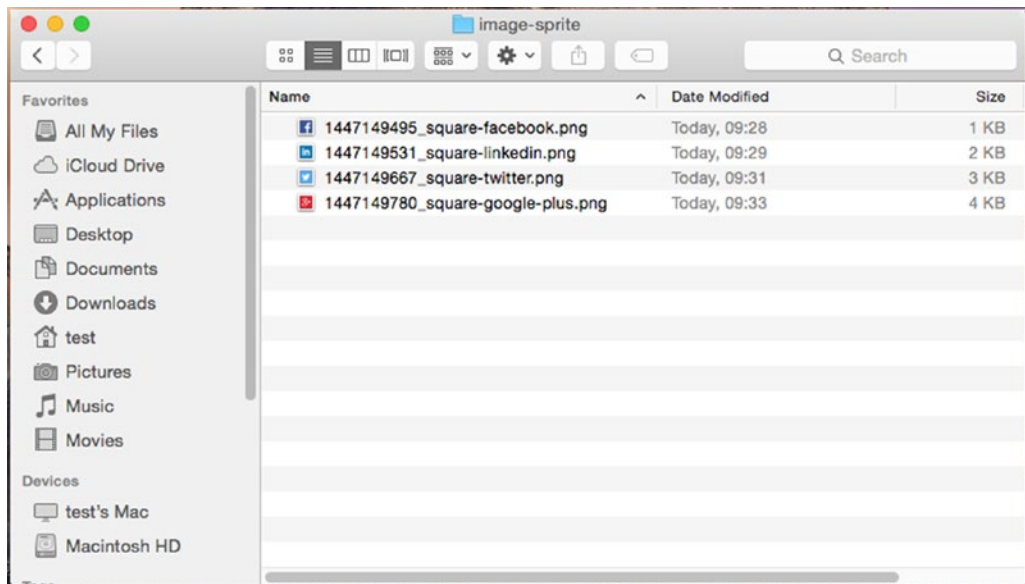 image-sprite
Search
Favorites
All My Files
iCloud Drive
Applications
Desktop
Documents
Downloads
test
Pictures
Music
Movies
Devices
test's Mac
Macintosh HD
Tags
Name Date Modified Size
1447149495_square-facebook.png Today, 09:28 1 KB
1447149531_square-linkedin.png Today, 09:29 2 KB
1447149667_square-twitter.png Today, 09:31 3 KB
1447149780_square-google-plus.png Today, 09:33 4 KB